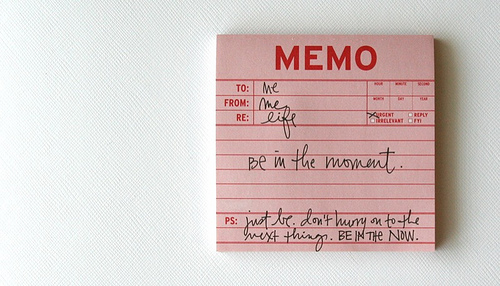 MEMO
TO: me
HOUR MINUTE SECOND
FROM: me
MONTH DAY YEAR
RE: life
URGENT REPLY
IRRELEVANT FYI
Be in the moment.
PS: just be. don't hurry on to the
next things. BE IN THE NOW.